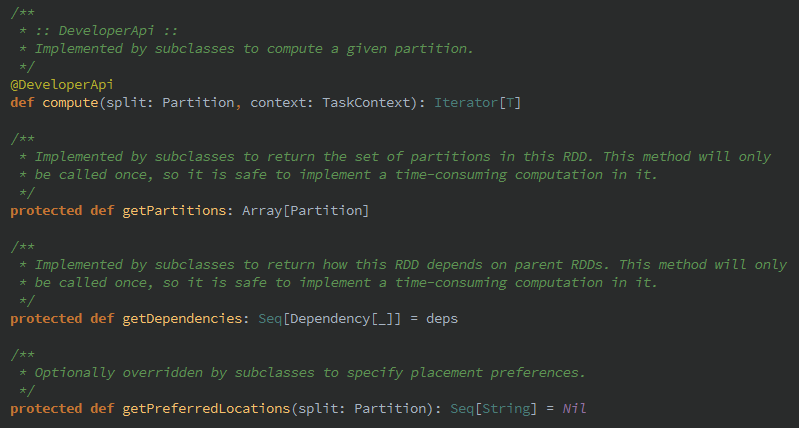 /**
 * :: DeveloperApi ::
 * Implemented by subclasses to compute a given partition.
 */
@DeveloperApi
def compute(split: Partition, context: TaskContext): Iterator[T]
/**
 * Implemented by subclasses to return the set of partitions in this RDD. This method will only
 * be called once, so it is safe to implement a time-consuming computation in it.
 */
protected def getPartitions: Array[Partition]
/**
 * Implemented by subclasses to return how this RDD depends on parent RDDs. This method will only
 * be called once, so it is safe to implement a time-consuming computation in it.
 */
protected def getDependencies: Seq[Dependency[_]] = deps
/**
 * Optionally overridden by subclasses to specify placement preferences.
 */
protected def getPreferredLocations(split: Partition): Seq[String] = Nil